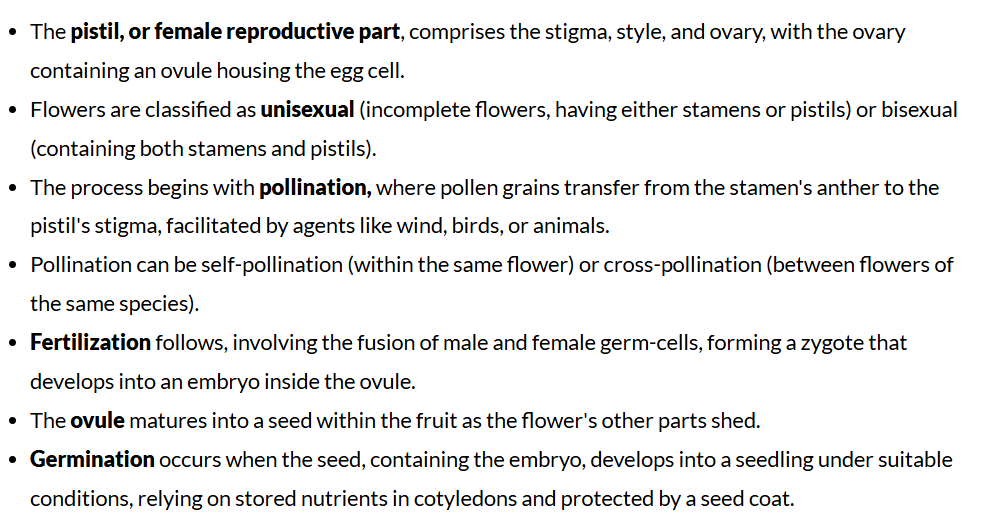 • The pistil, or female reproductive part, comprises the stigma, style, and ovary, with the ovary
containing an ovule housing the egg cell.
• Flowers are classified as unisexual (incomplete flowers, having either stamens or pistils) or bisexual
(containing both stamens and pistils).
• The process begins with pollination, where pollen grains transfer from the stamen's anther to the
pistil's stigma, facilitated by agents like wind, birds, or animals.
• Pollination can be self-pollination (within the same flower) or cross-pollination (between flowers of
the same species).
• Fertilization follows, involving the fusion of male and female germ-cells, forming a zygote that
develops into an embryo inside the ovule.
• The ovule matures into a seed within the fruit as the flower's other parts shed.
• Germination occurs when the seed, containing the embryo, develops into a seedling under suitable
conditions, relying on stored nutrients in cotyledons and protected by a seed coat.